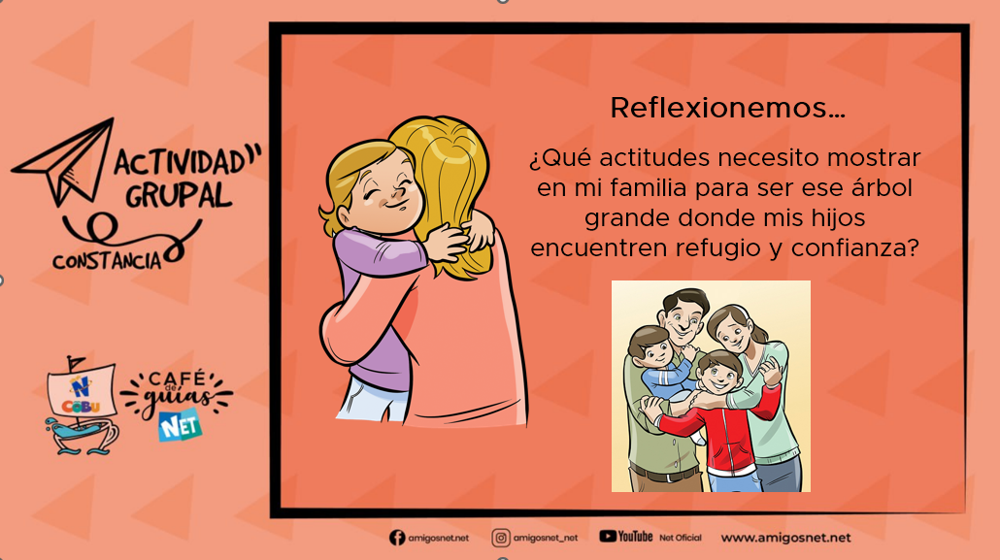 ACTIVIDAD
GRUPAL
CONSTANCIA
N
COBU
CAFÉ
de
guías
NET
Reflexionemos...
¿Qué actitudes necesito mostrar
en mi familia para ser ese árbol
grande donde mis hijos
encuentren refugio y confianza?
amigosnet.net
amigosnet_net
YouTube Net Oficial
www.amigosnet.net